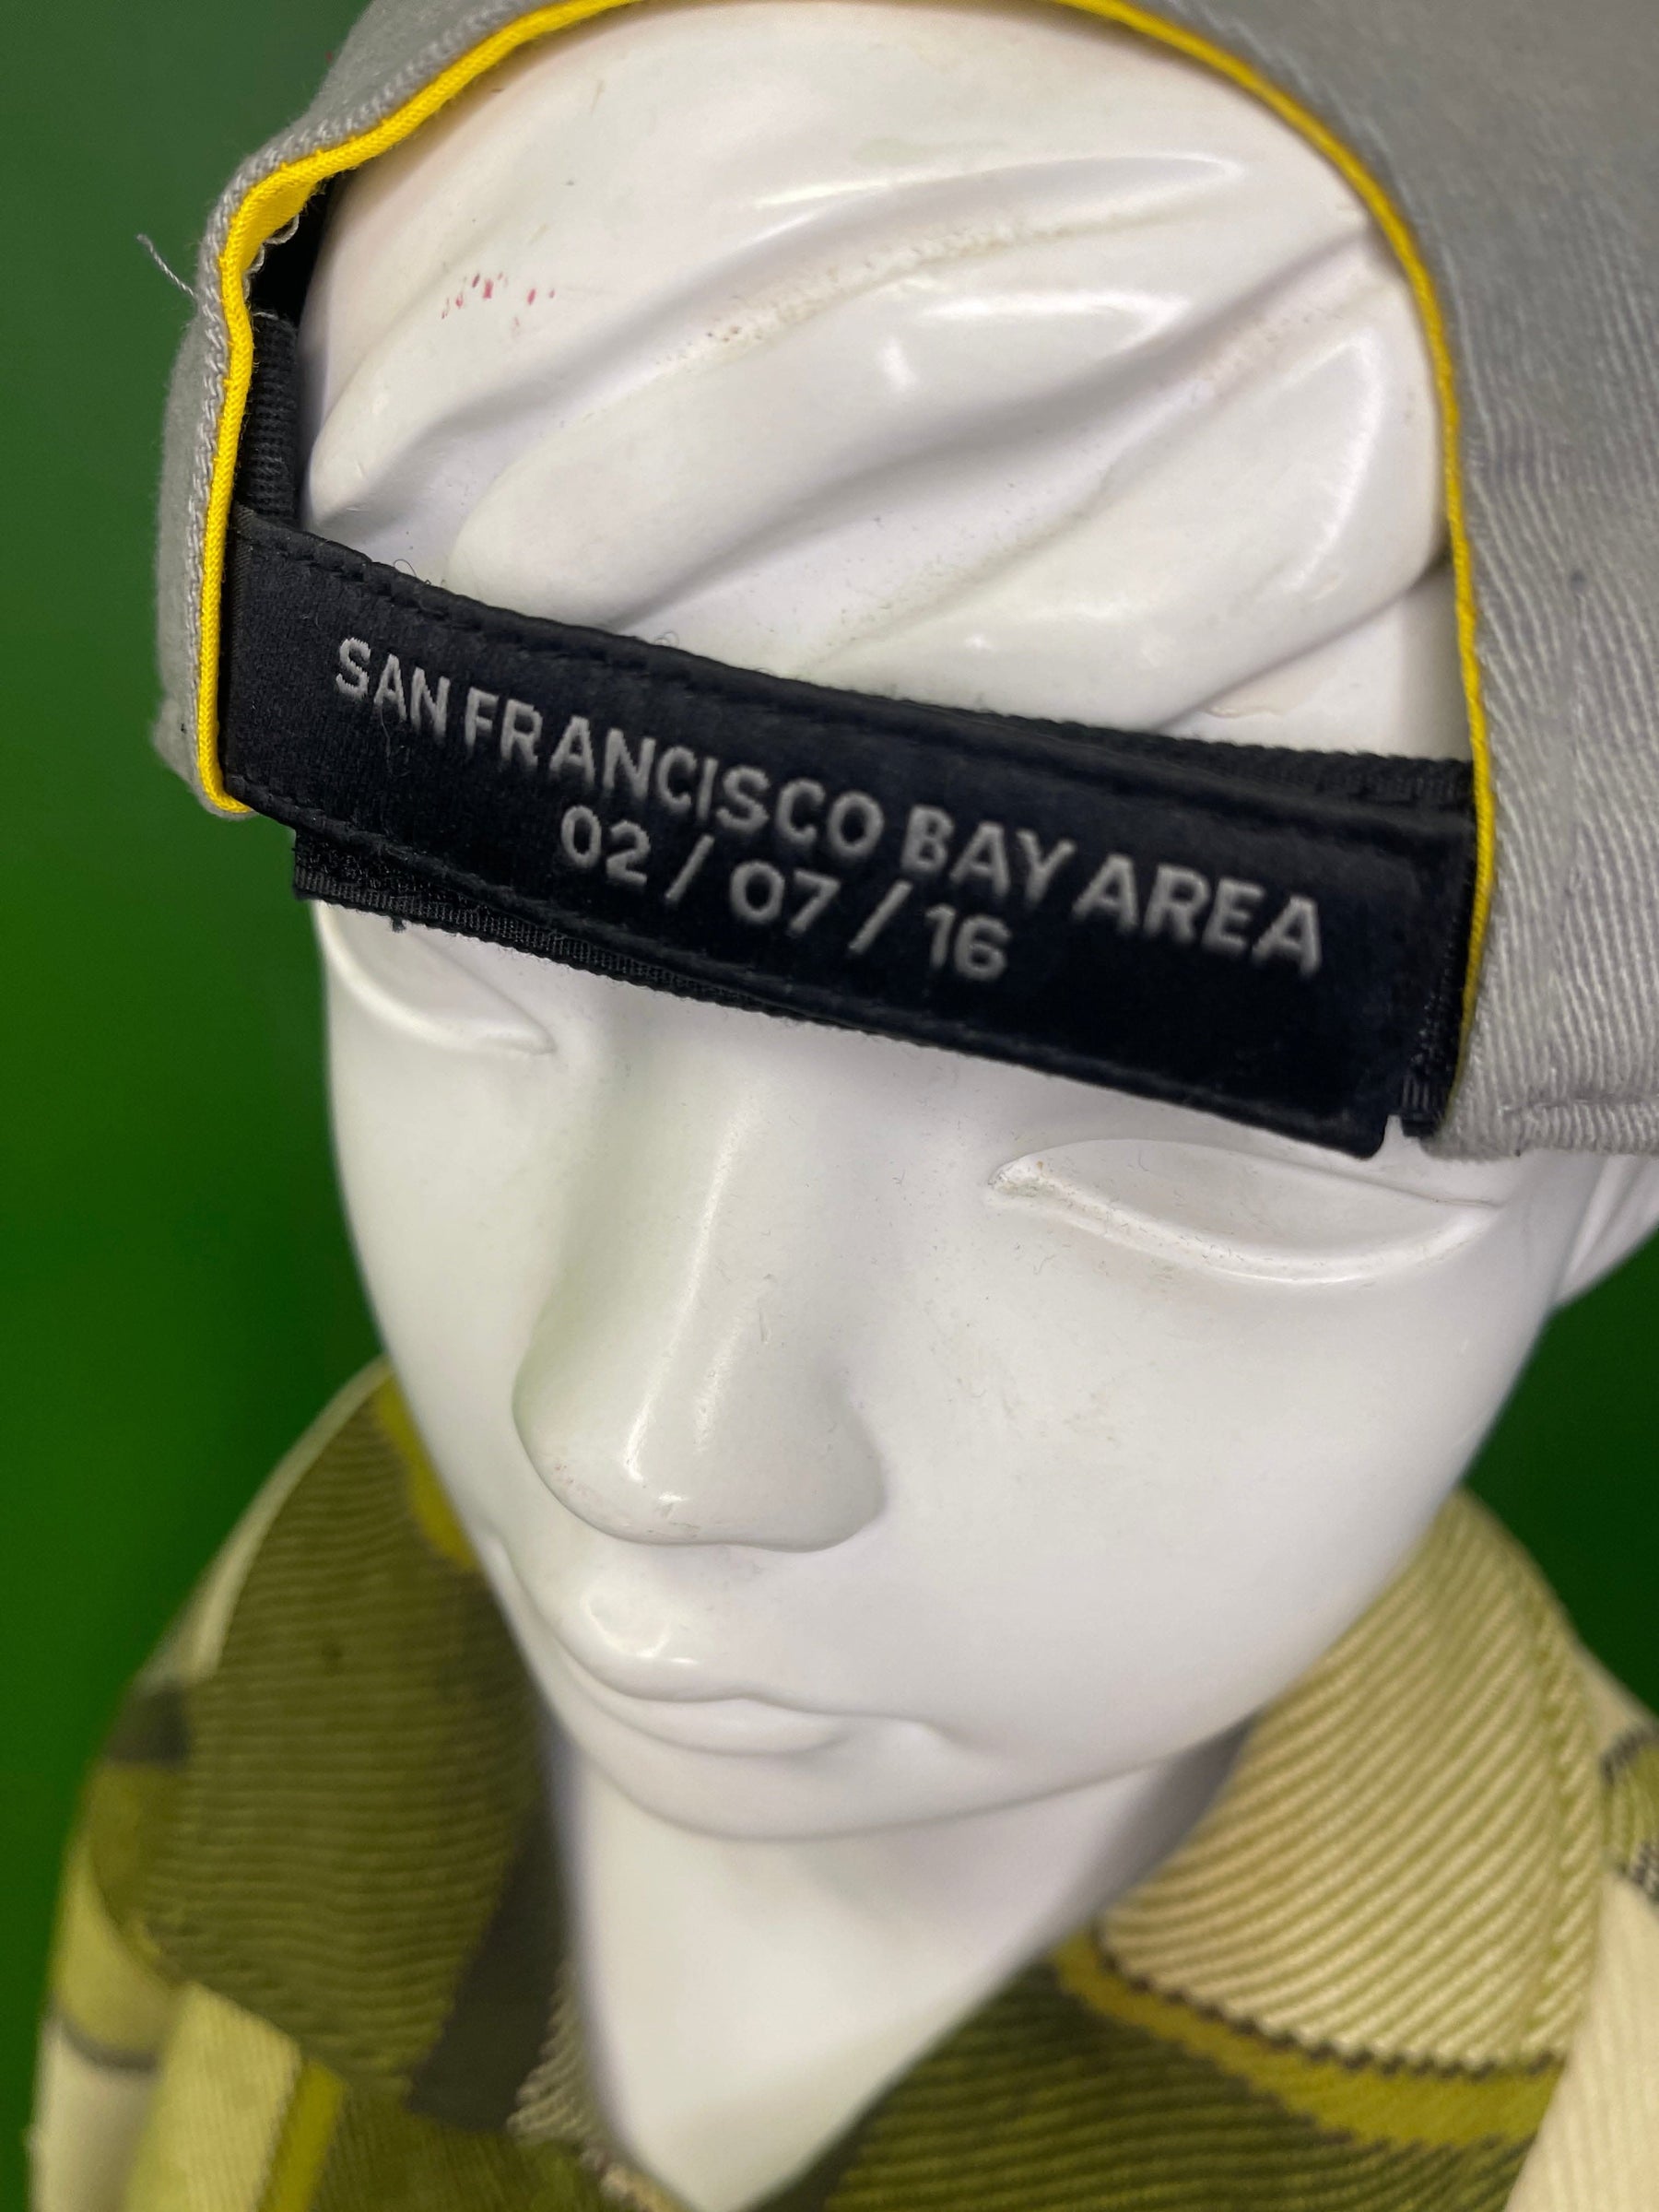 SAN FRANCISCO BAY AREA
02 / 07 / 16